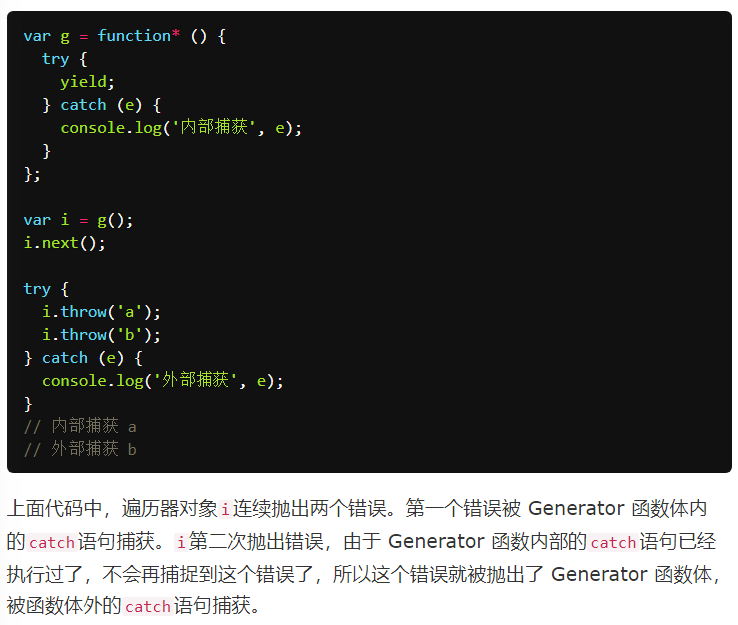 var g = function* () {
  try {
    yield;
  } catch (e) {
    console.log('内部捕获', e);
  }
};

var i = g();
i.next();

try {
  i.throw('a');
  i.throw('b');
} catch (e) {
  console.log('外部捕获', e);
}
// 内部捕获 a
// 外部捕获 b
上面代码中，遍历器对象i连续抛出两个错误。第一个错误被 Generator 函数体内
的catch语句捕获。i第二次抛出错误，由于 Generator 函数内部的catch语句已经
执行过了，不会再捕捉到这个错误了，所以这个错误就被抛出了 Generator 函数体，
被函数体外的catch语句捕获。